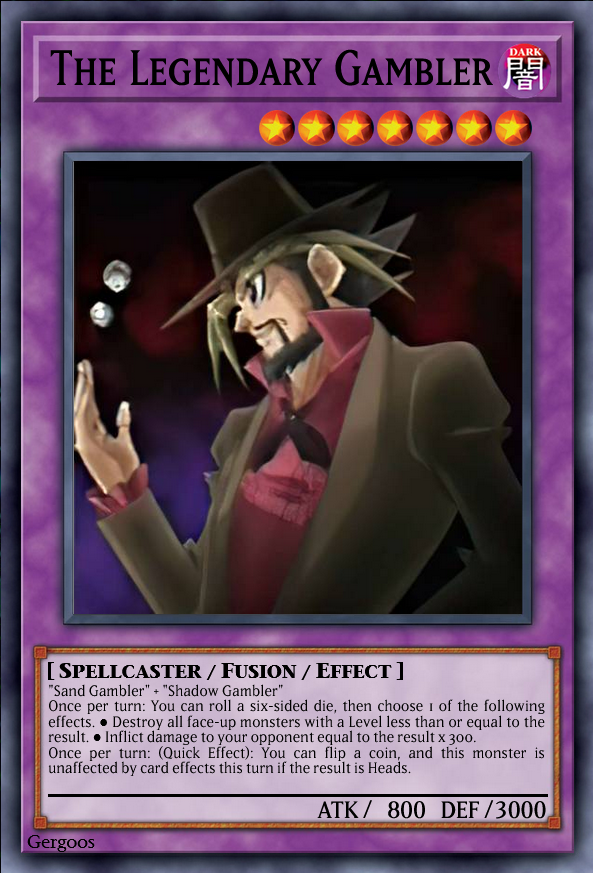 The Legendary Gambler
DARK
闇
[ Spellcaster / Fusion / Effect ]
"Sand Gambler" + "Shadow Gambler"
Once per turn: You can roll a six-sided die, then choose 1 of the following
effects. ● Destroy all face-up monsters with a Level less than or equal to the
result. ● Inflict damage to your opponent equal to the result x 300.
Once per turn: (Quick Effect): You can flip a coin, and this monster is
unaffected by card effects this turn if the result is Heads.
ATK / 800 DEF / 3000
Gergoos